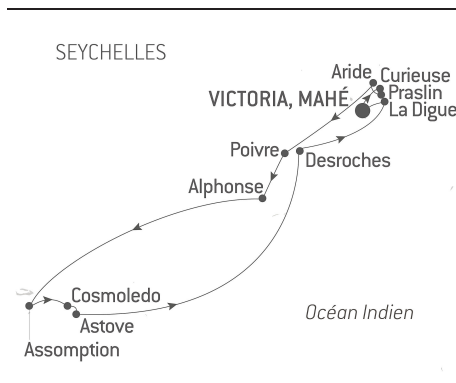 SEYCHELLES
Aride
Curieuse
VICTORIA, MAHÉ
Praslin
La Digue
Poivre
Desroches
Alphonse
Cosmoledo
Astove
Océan Indien
Assomption